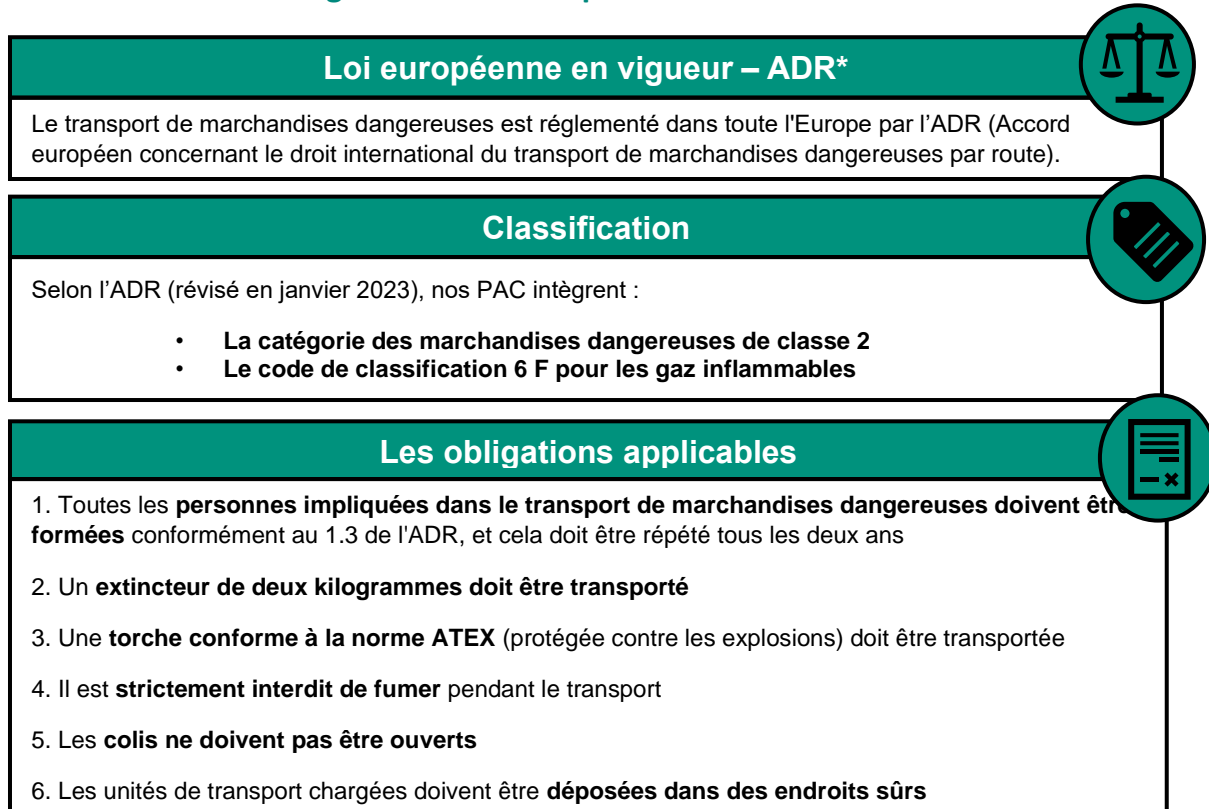 Loi européenne en vigueur – ADR*
Le transport de marchandises dangereuses est réglementé dans toute l'Europe par l’ADR (Accord
européen concernant le droit international du transport de marchandises dangereuses par route).
Classification
Selon l’ADR (révisé en janvier 2023), nos PAC intègrent :
• La catégorie des marchandises dangereuses de classe 2
• Le code de classification 6 F pour les gaz inflammables
Les obligations applicables
1. Toutes les personnes impliquées dans le transport de marchandises dangereuses doivent être
formées conformément au 1.3 de l'ADR, et cela doit être répété tous les deux ans
2. Un extincteur de deux kilogrammes doit être transporté
3. Une torche conforme à la norme ATEX (protégée contre les explosions) doit être transportée
4. Il est strictement interdit de fumer pendant le transport
5. Les colis ne doivent pas être ouverts
6. Les unités de transport chargées doivent être déposées dans des endroits sûrs